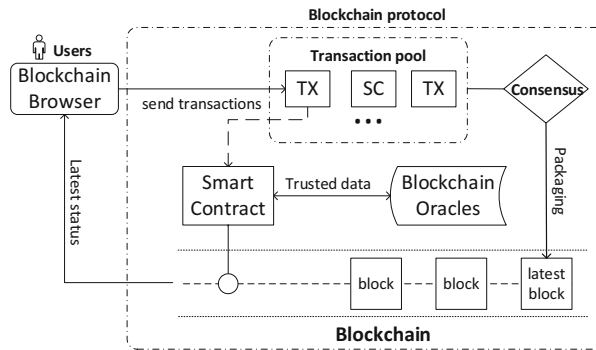 Blockchain protocol
Users
Blockchain
Browser
send transactions
Transaction pool
TX
SC
TX
•••
Consensus
Latest status
Smart
Contract
Trusted data
Blockchain
Oracles
Packaging
block
block
latest
block
Blockchain